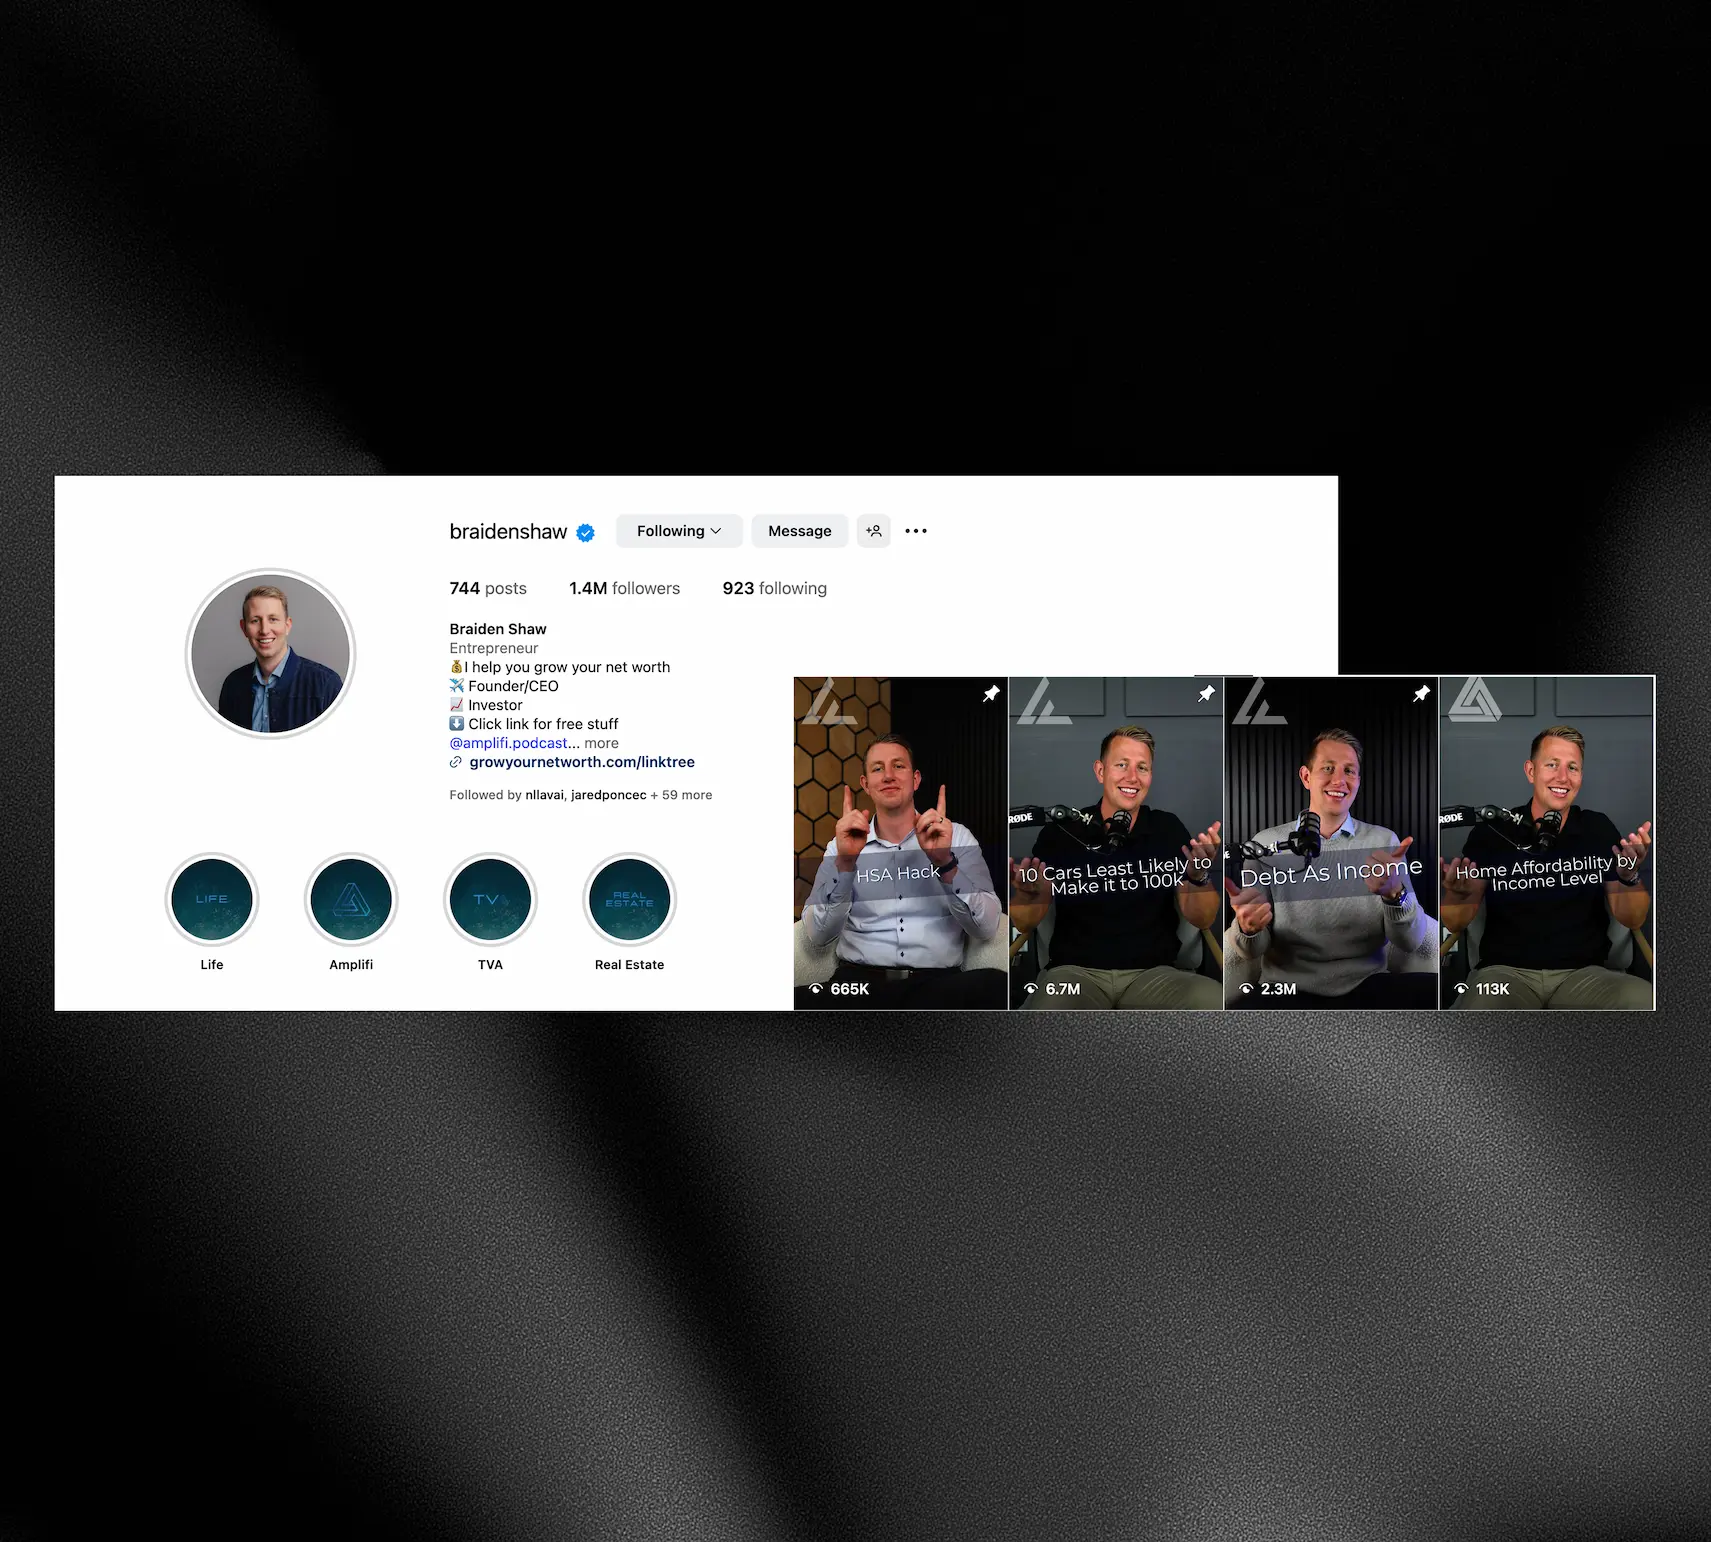 braidenshaw
Following
Message
744 posts
1.4M followers
923 following
Braiden Shaw
Entrepreneur
💰I help you grow your net worth
✈️ Founder/CEO
📈 Investor
⬇️ Click link for free stuff
@amplifi.podcast... more
growyournetworth.com/linktree
Followed by nllavai, jaredponcec + 59 more
LIFE
TV
REAL
ESTATE
Life
Amplifi
TVA
Real Estate
HSA Hack
665K
RØDE
10 Cars Least Likely to
Make it to 100k
6.7M
Debt As Income
2.3M
RØDE
Home Affordability by
Income Level
113K